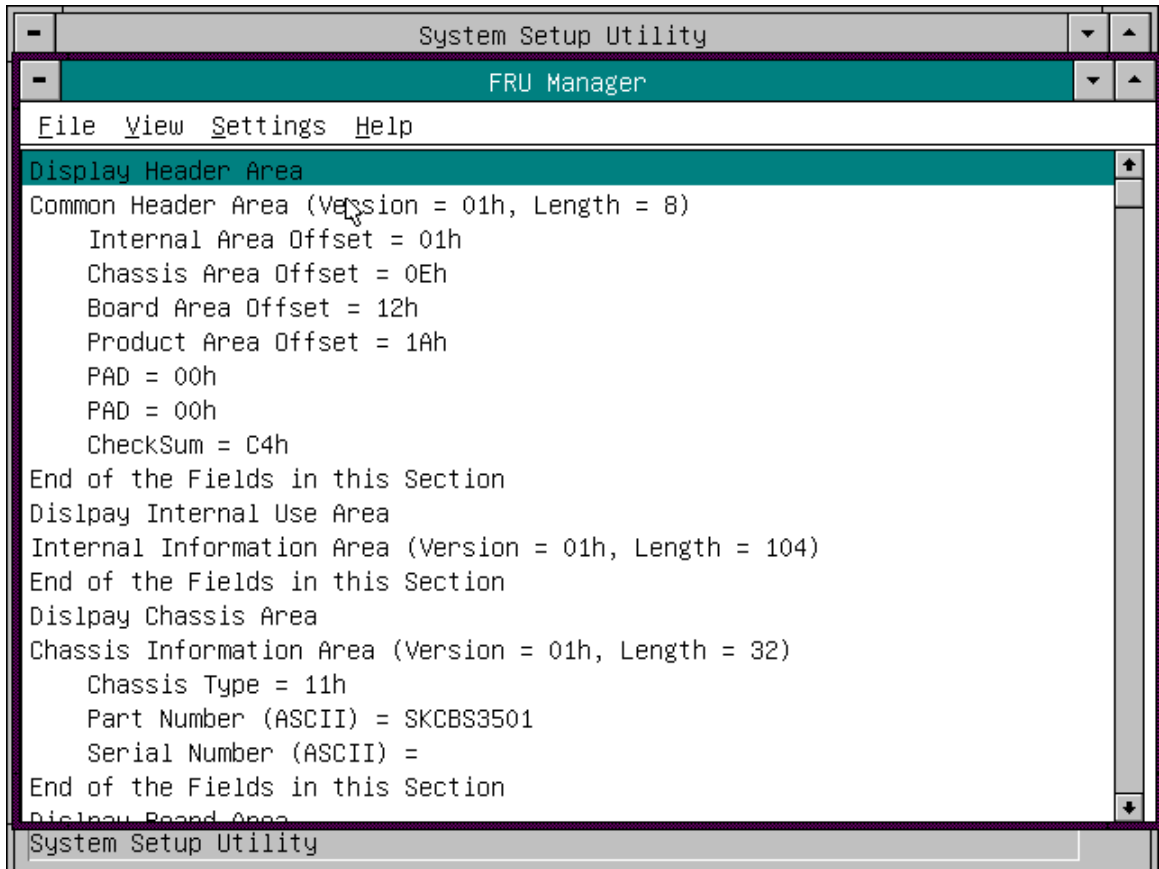 System Setup Utility
FRU Manager
File View Settings Help
Display Header Area
Common Header Area (Version = 01h, Length = 8)
Internal Area Offset = 01h
Chassis Area Offset = 0Eh
Board Area Offset = 12h
Product Area Offset = 1Ah
PAD = 00h
PAD = 00h
CheckSum = C4h
End of the Fields in this Section
Dislpay Internal Use Area
Internal Information Area (Version = 01h, Length = 104)
End of the Fields in this Section
Dislpay Chassis Area
Chassis Information Area (Version = 01h, Length = 32)
Chassis Type = 11h
Part Number (ASCII) = SKCBS3501
Serial Number (ASCII) =
End of the Fields in this Section
Dislpay Board Area
System Setup Utility